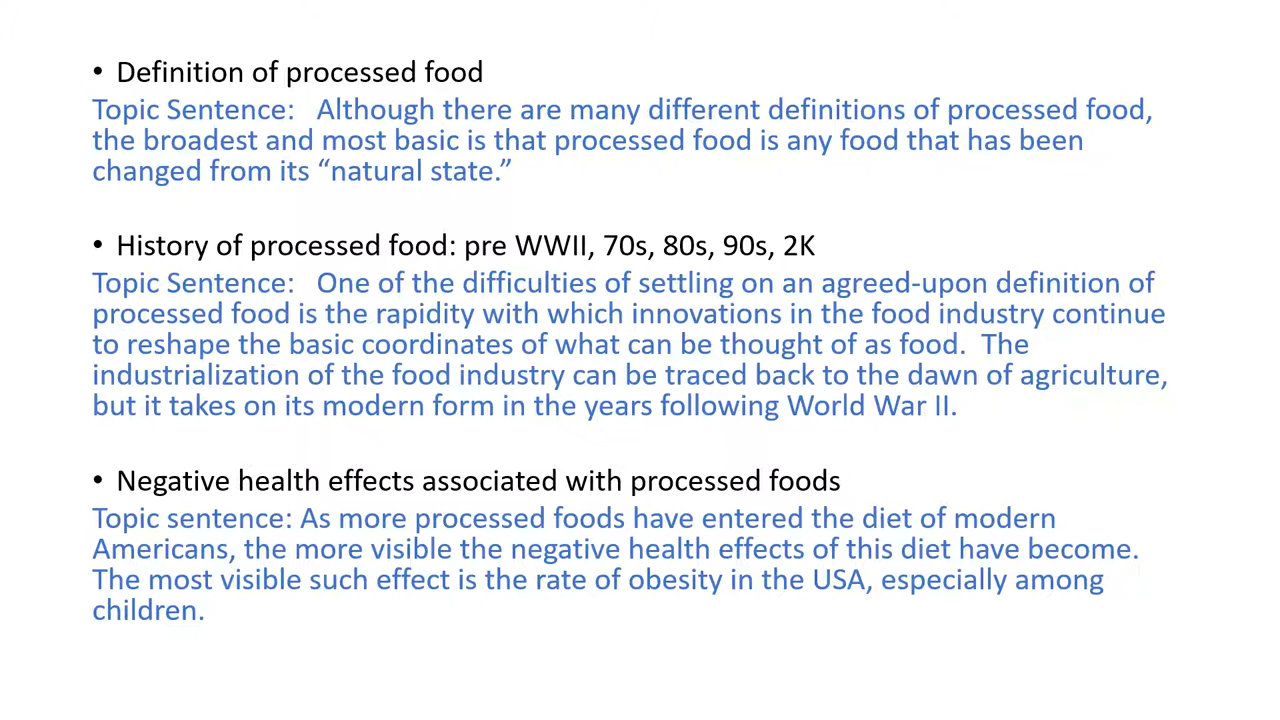 • Definition of processed food
Topic Sentence:   Although there are many different definitions of processed food,
the broadest and most basic is that processed food is any food that has been
changed from its “natural state.”
• History of processed food: pre WWII, 70s, 80s, 90s, 2K
Topic Sentence:   One of the difficulties of settling on an agreed-upon definition of
processed food is the rapidity with which innovations in the food industry continue
to reshape the basic coordinates of what can be thought of as food.  The
industrialization of the food industry can be traced back to the dawn of agriculture,
but it takes on its modern form in the years following World War II.
• Negative health effects associated with processed foods
Topic sentence: As more processed foods have entered the diet of modern
Americans, the more visible the negative health effects of this diet have become.
The most visible such effect is the rate of obesity in the USA, especially among
children.